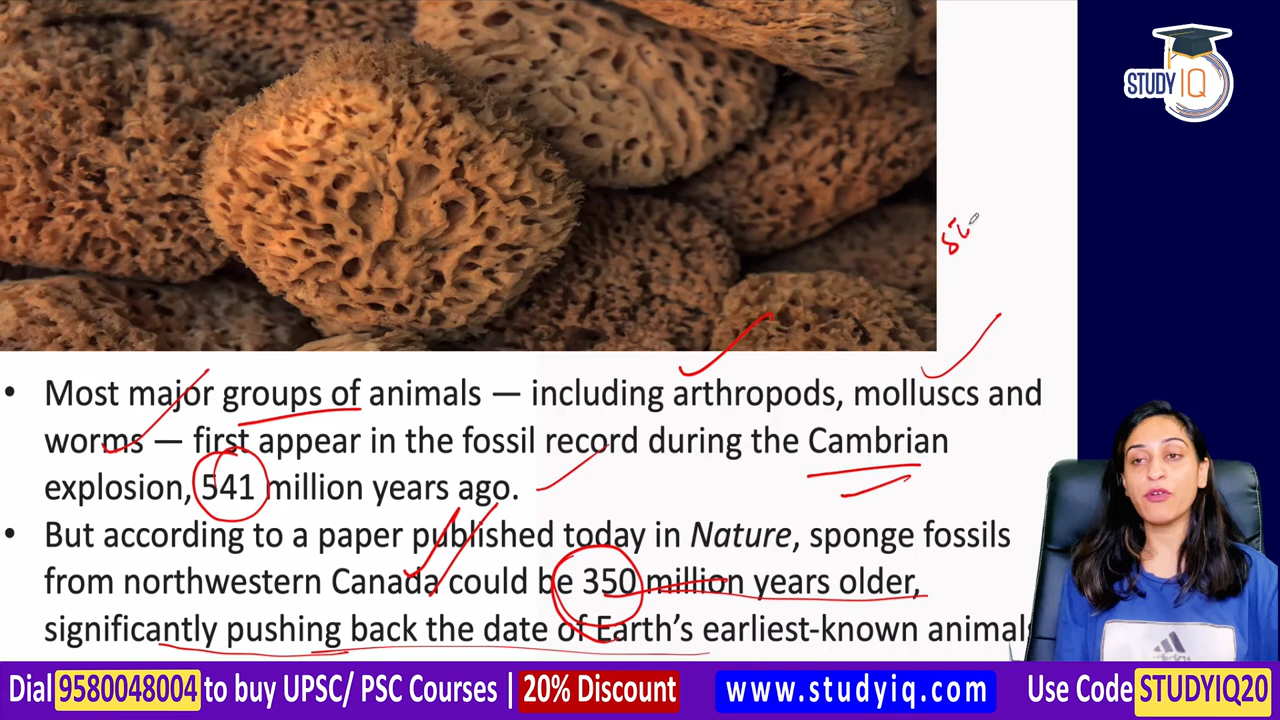 STUDY IQ
• Most major groups of animals — including arthropods, molluscs and
worms — first appear in the fossil record during the Cambrian
explosion, 541 million years ago.
• But according to a paper published today in Nature, sponge fossils
from northwestern Canada could be 350 million years older,
significantly pushing back the date of Earth's earliest-known animals
adidas
Dial 9580048004 to buy UPSC/ PSC Courses | 20% Discount www.studyiq.com Use Code STUDYIQ20